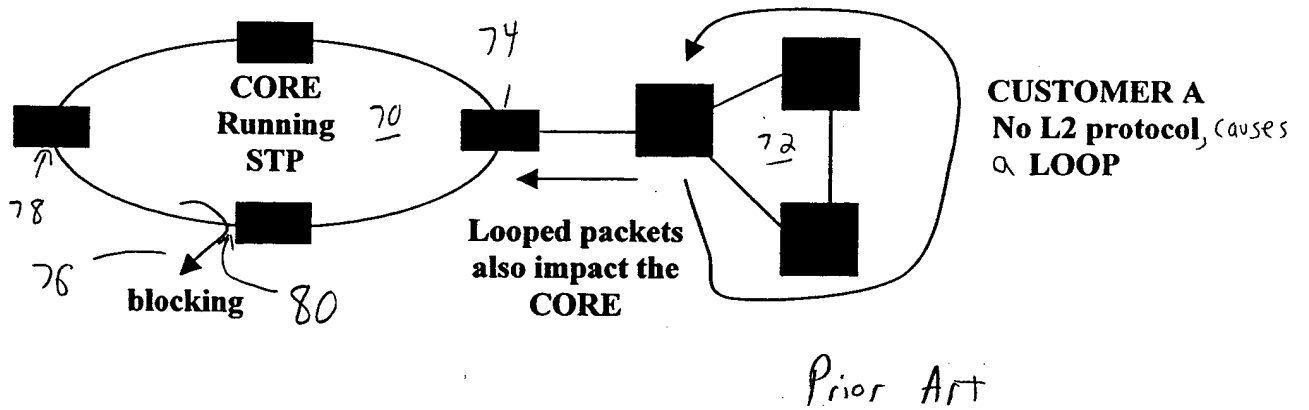 74
CORE
Running
STP
70
72
CUSTOMER A
No L2 protocol, causes
a LOOP
78
76
blocking
80
Looped packets
also impact the
CORE
Prior Art